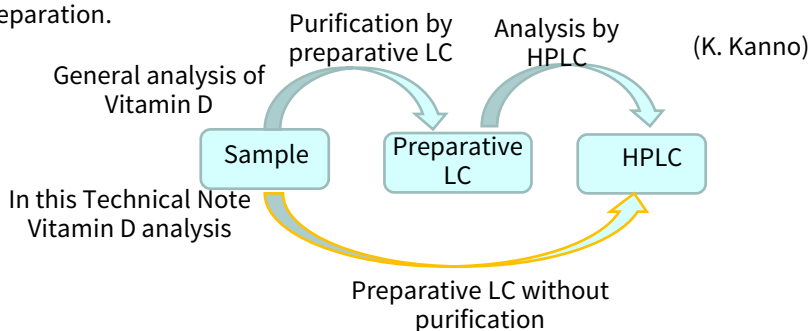 eparation.
Purification by
preparative LC
Analysis by
HPLC
(K. Kanno)
General analysis of
Vitamin D
Sample
Preparative
LC
HPLC
In this Technical Note
Vitamin D analysis
Preparative LC without
purification